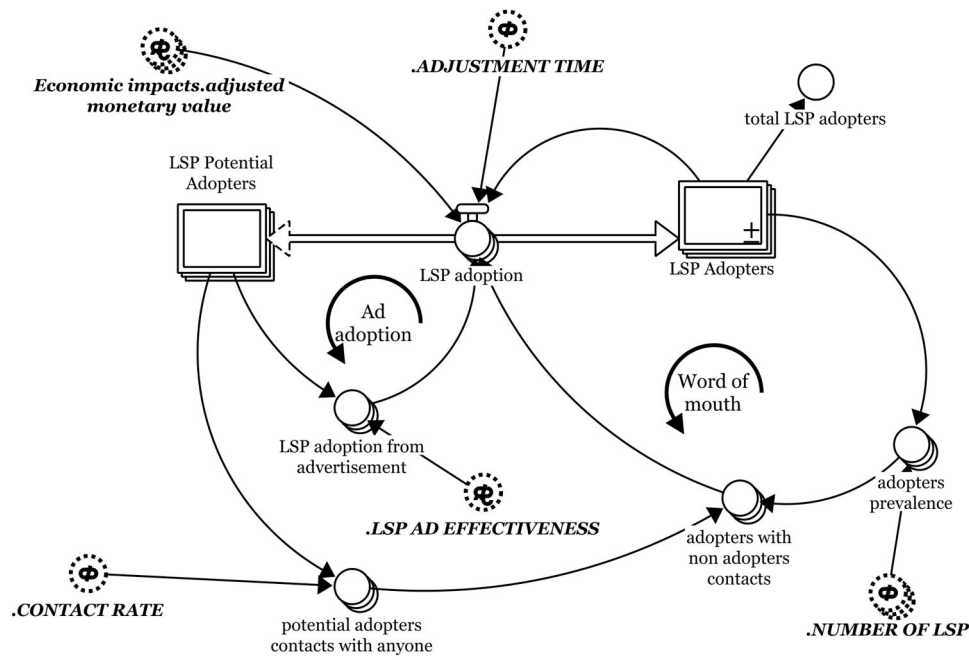 .ADJUSTMENT TIME
Economic impacts.adjusted
monetary value
total LSP adopters
LSP Potential
Adopters
LSP adoption
LSP Adopters
Ad
adoption
Word of
mouth
LSP adoption from
advertisement
adopters
prevalence
.LSP AD EFFECTIVENESS
adopters with
non adopters
contacts
.CONTACT RATE
potential adopters
contacts with anyone
.NUMBER OF LSP